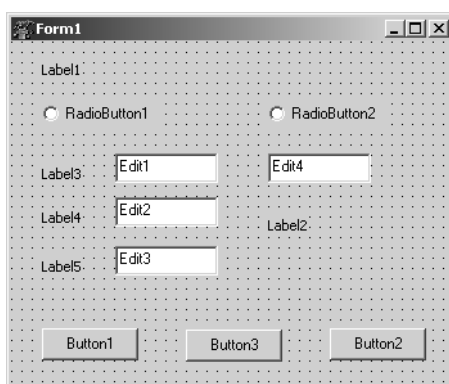 Form1
Label1
RadioButton1 RadioButton2
Label3 Edit1 Edit4
Label4 Edit2
Label2
Label5 Edit3
Button1 Button3 Button2